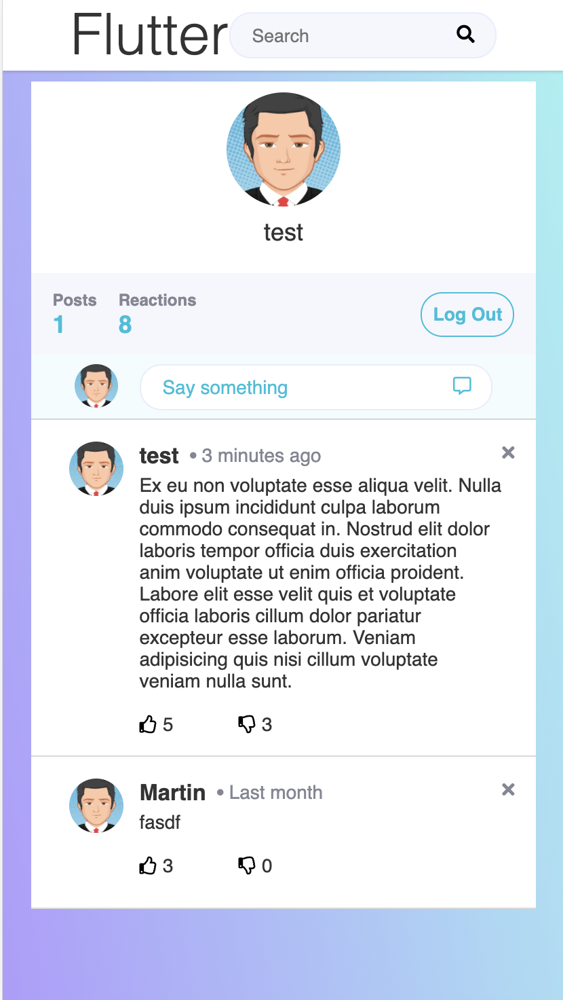 Flutter Search
test
Posts Reactions
1 8 Log Out
Say something
test • 3 minutes ago
Ex eu non voluptate esse aliqua velit. Nulla
duis ipsum incididunt culpa laborum
commodo consequat in. Nostrud elit dolor
laboris tempor officia duis exercitation
anim voluptate ut enim officia proident.
Labore elit esse velit quis et voluptate
officia laboris cillum dolor pariatur
excepteur esse laborum. Veniam
adipisicing quis nisi cillum voluptate
veniam nulla sunt.
5 3
Martin • Last month
fasdf
3 0